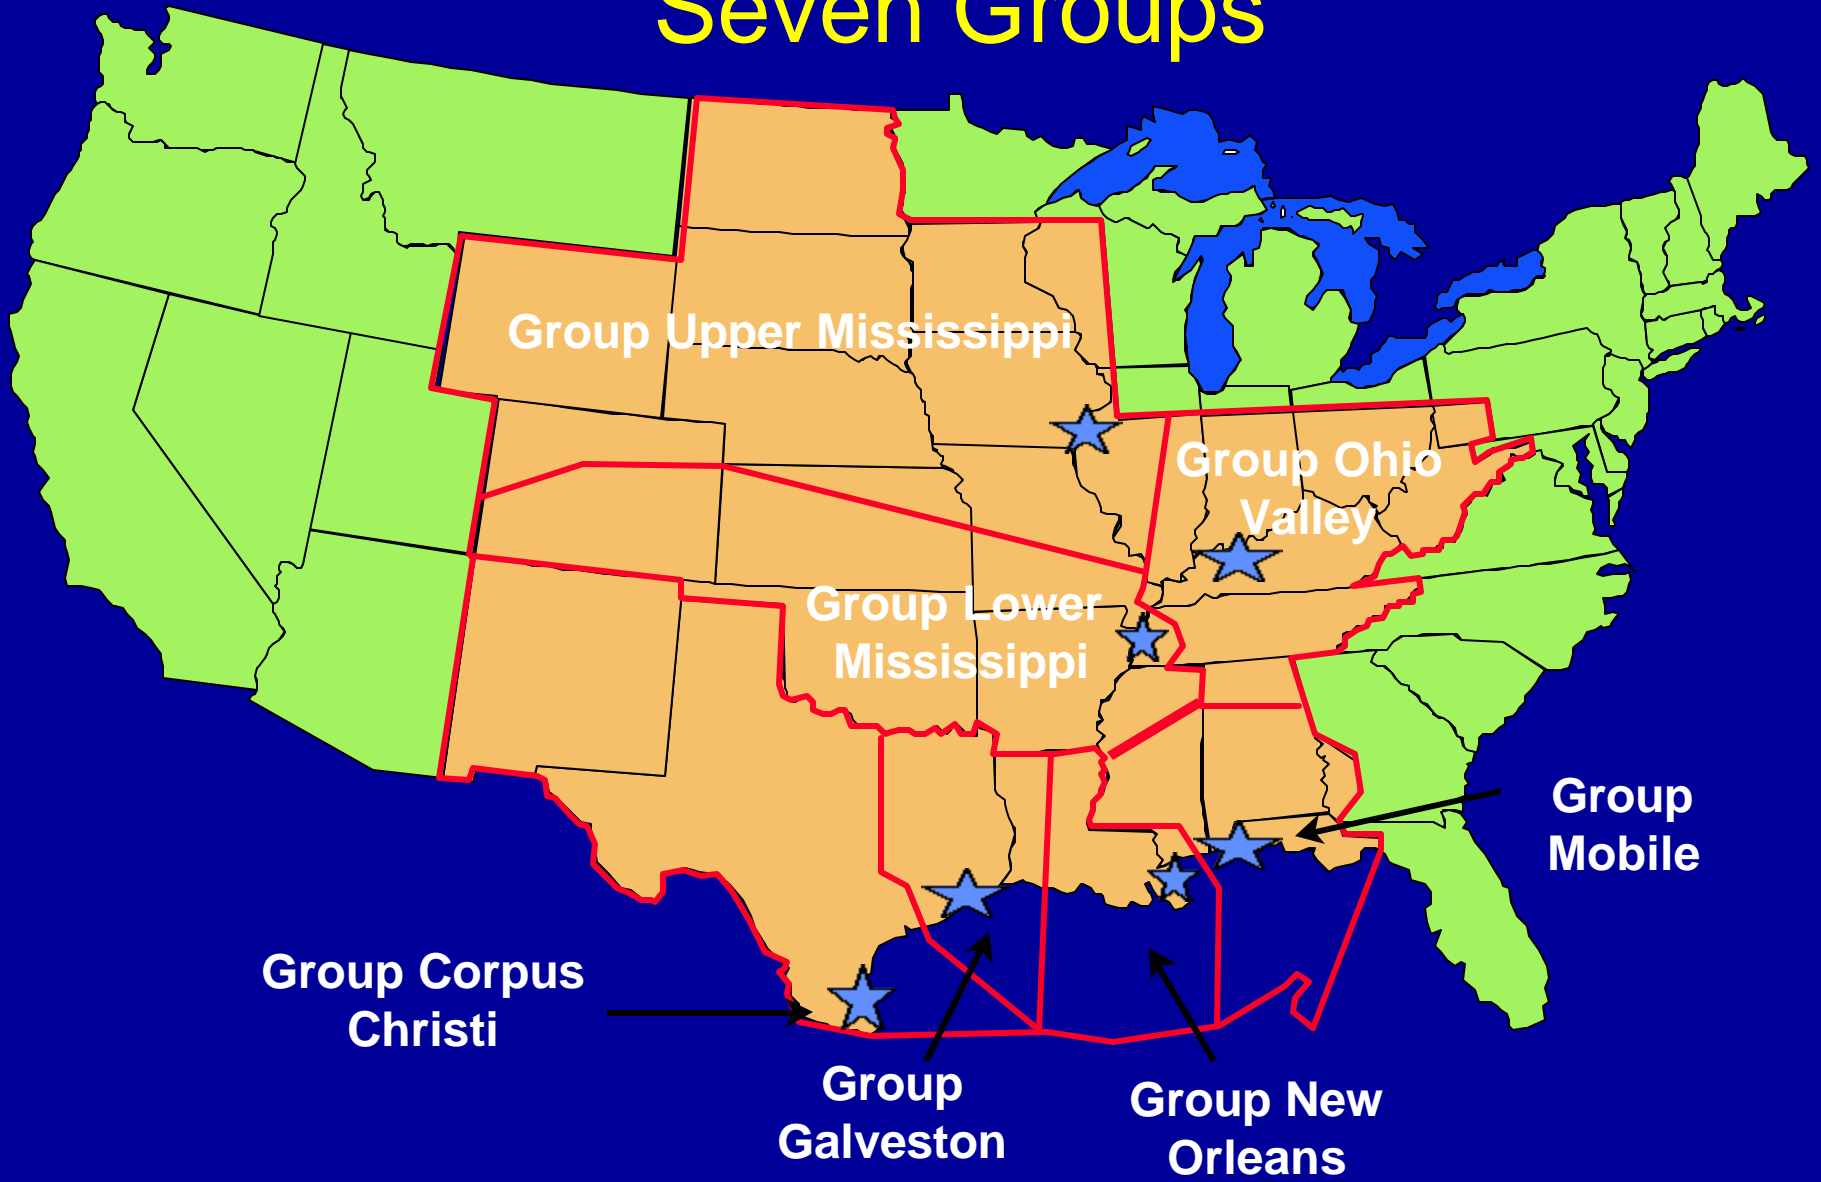 Seven Groups
Group Upper Mississippi
Group Ohio
Valley
Group Lower
Mississippi
Group
Mobile
Group Corpus
Christi
Group
Galveston
Group New
Orleans